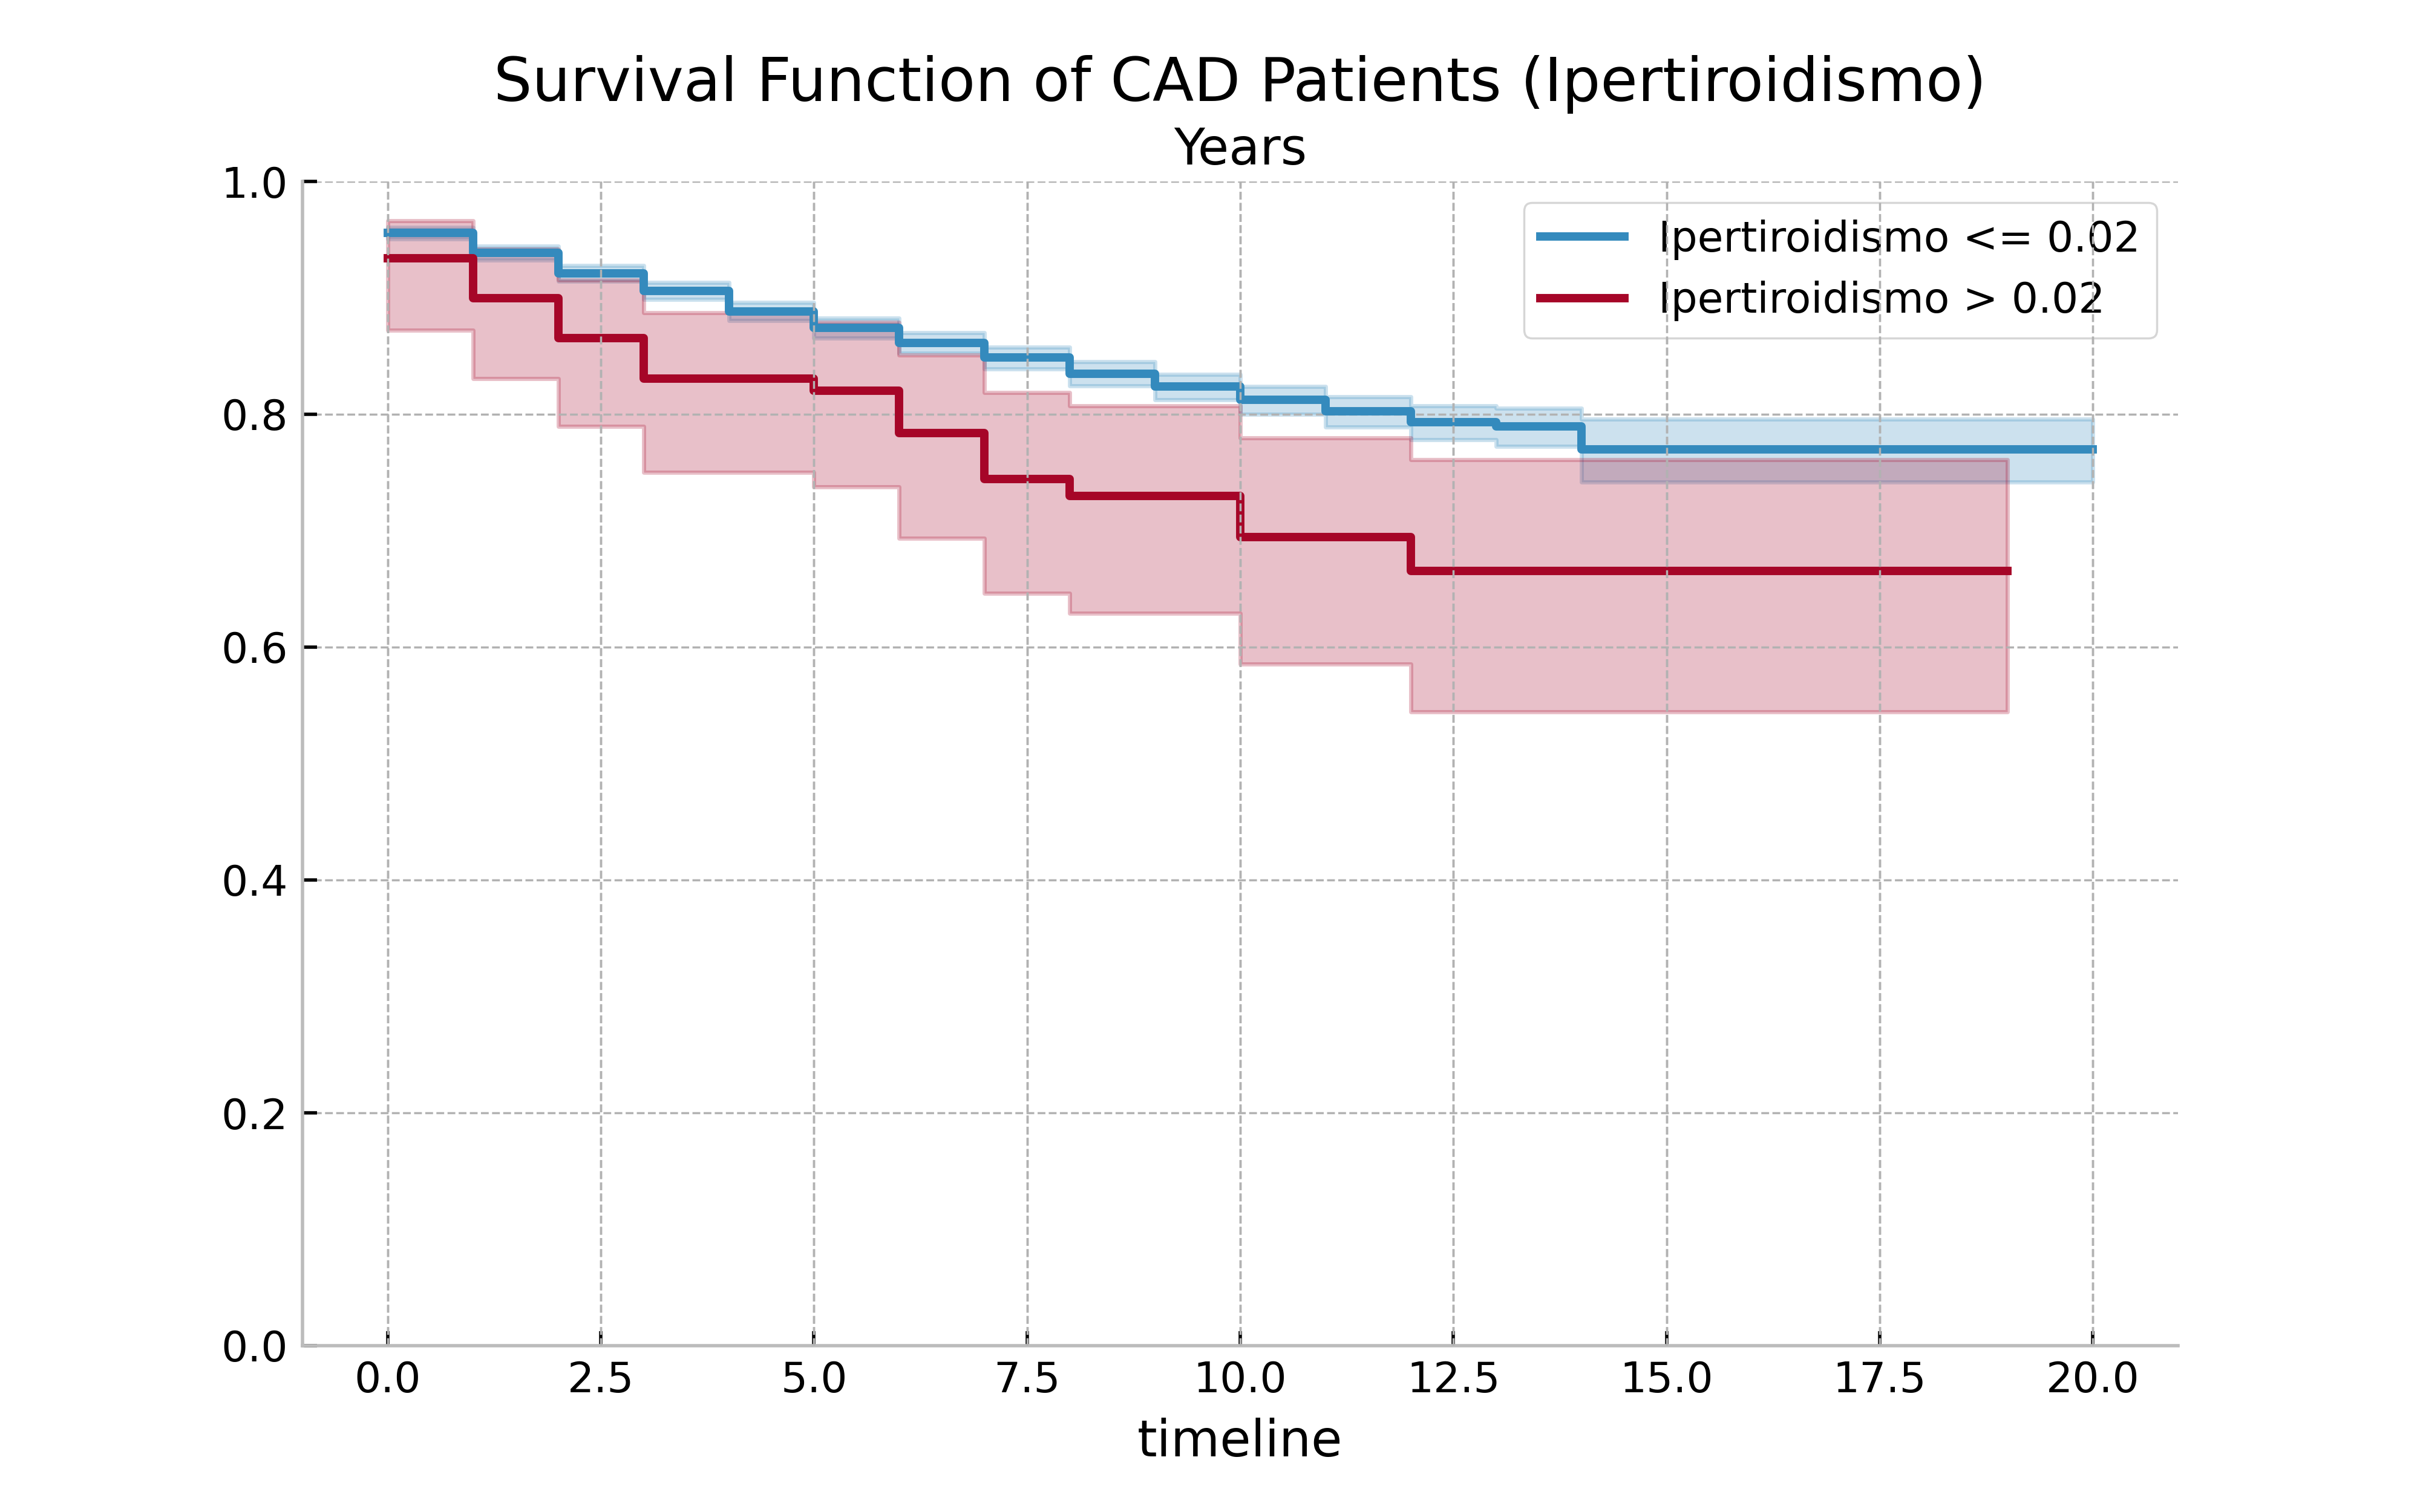 Survival Function of CAD Patients (Ipertiroidismo)
Years
1.0
0.8
0.6
0.4
0.2
0.0
Ipertiroidismo <= 0.02
Ipertiroidismo > 0.02
0.0 2.5 5.0 7.5 10.0 12.5 15.0 17.5 20.0
timeline